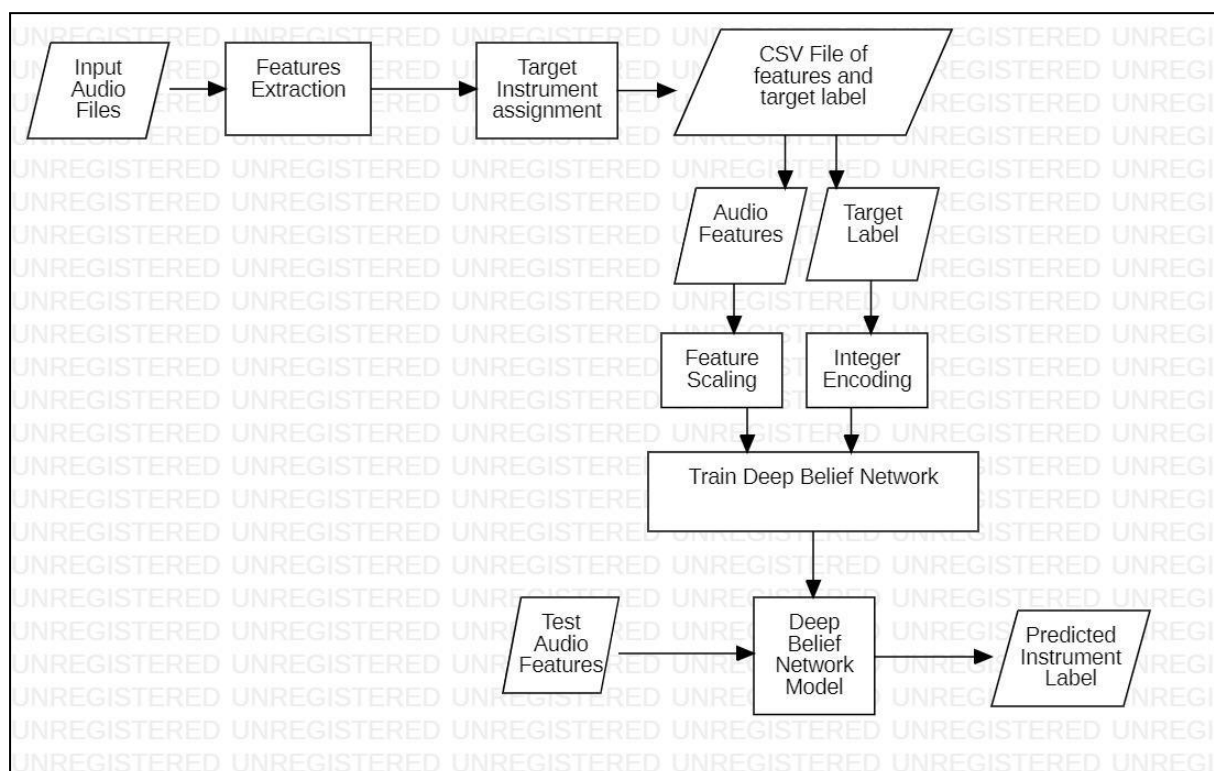 Input
Audio
Files
Features
Extraction
Target
Instrument
assignment
CSV File of
features and
target label
Audio
Features
Target
Label
Feature
Scaling
Integer
Encoding
Train Deep Belief Network
Test
Audio
Features
Deep
Belief
Network
Model
Predicted
Instrument
Label
UNREGISTERED